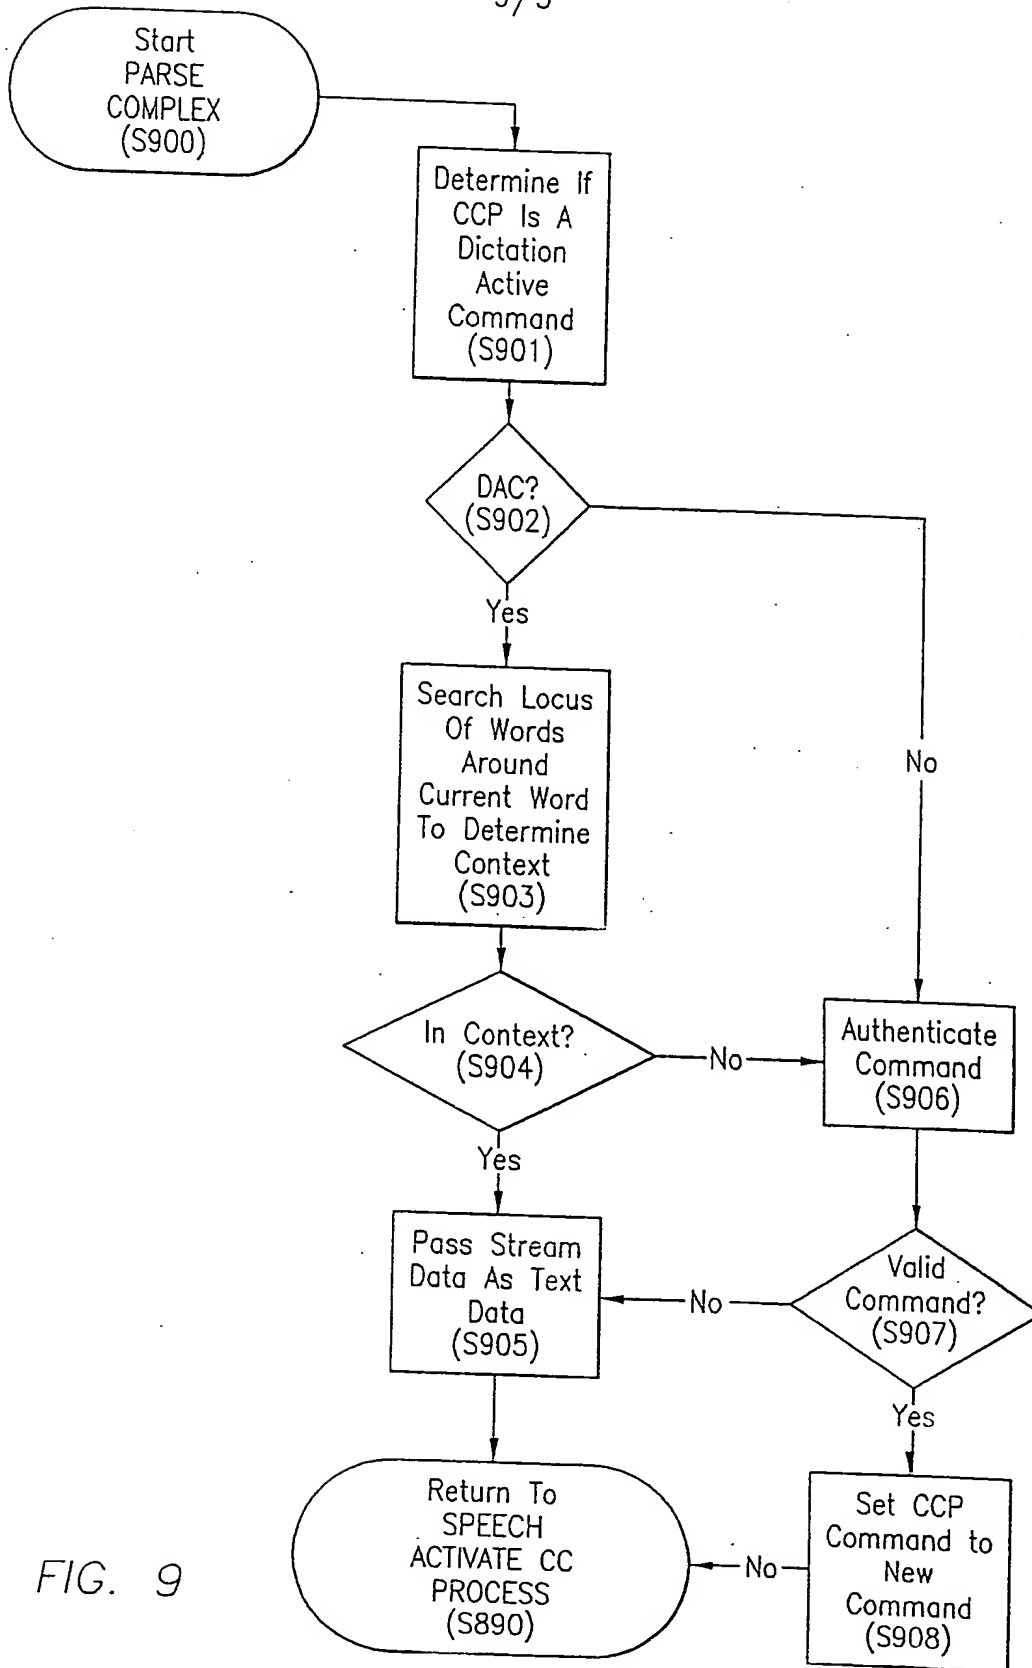 Start
PARSE
COMPLEX
(S900)
Determine If
CCP Is A
Dictation
Active
Command
(S901)
DAC?
(S902)
Yes
No
Search Locus
Of Words
Around
Current Word
To Determine
Context
(S903)
In Context?
(S904)
No
Authenticate
Command
(S906)
Yes
Pass Stream
Data As Text
Data
(S905)
No
Valid
Command?
(S907)
Yes
Return To
SPEECH
ACTIVATE CC
PROCESS
(S890)
No
Set CCP
Command to
New
Command
(S908)
FIG. 9